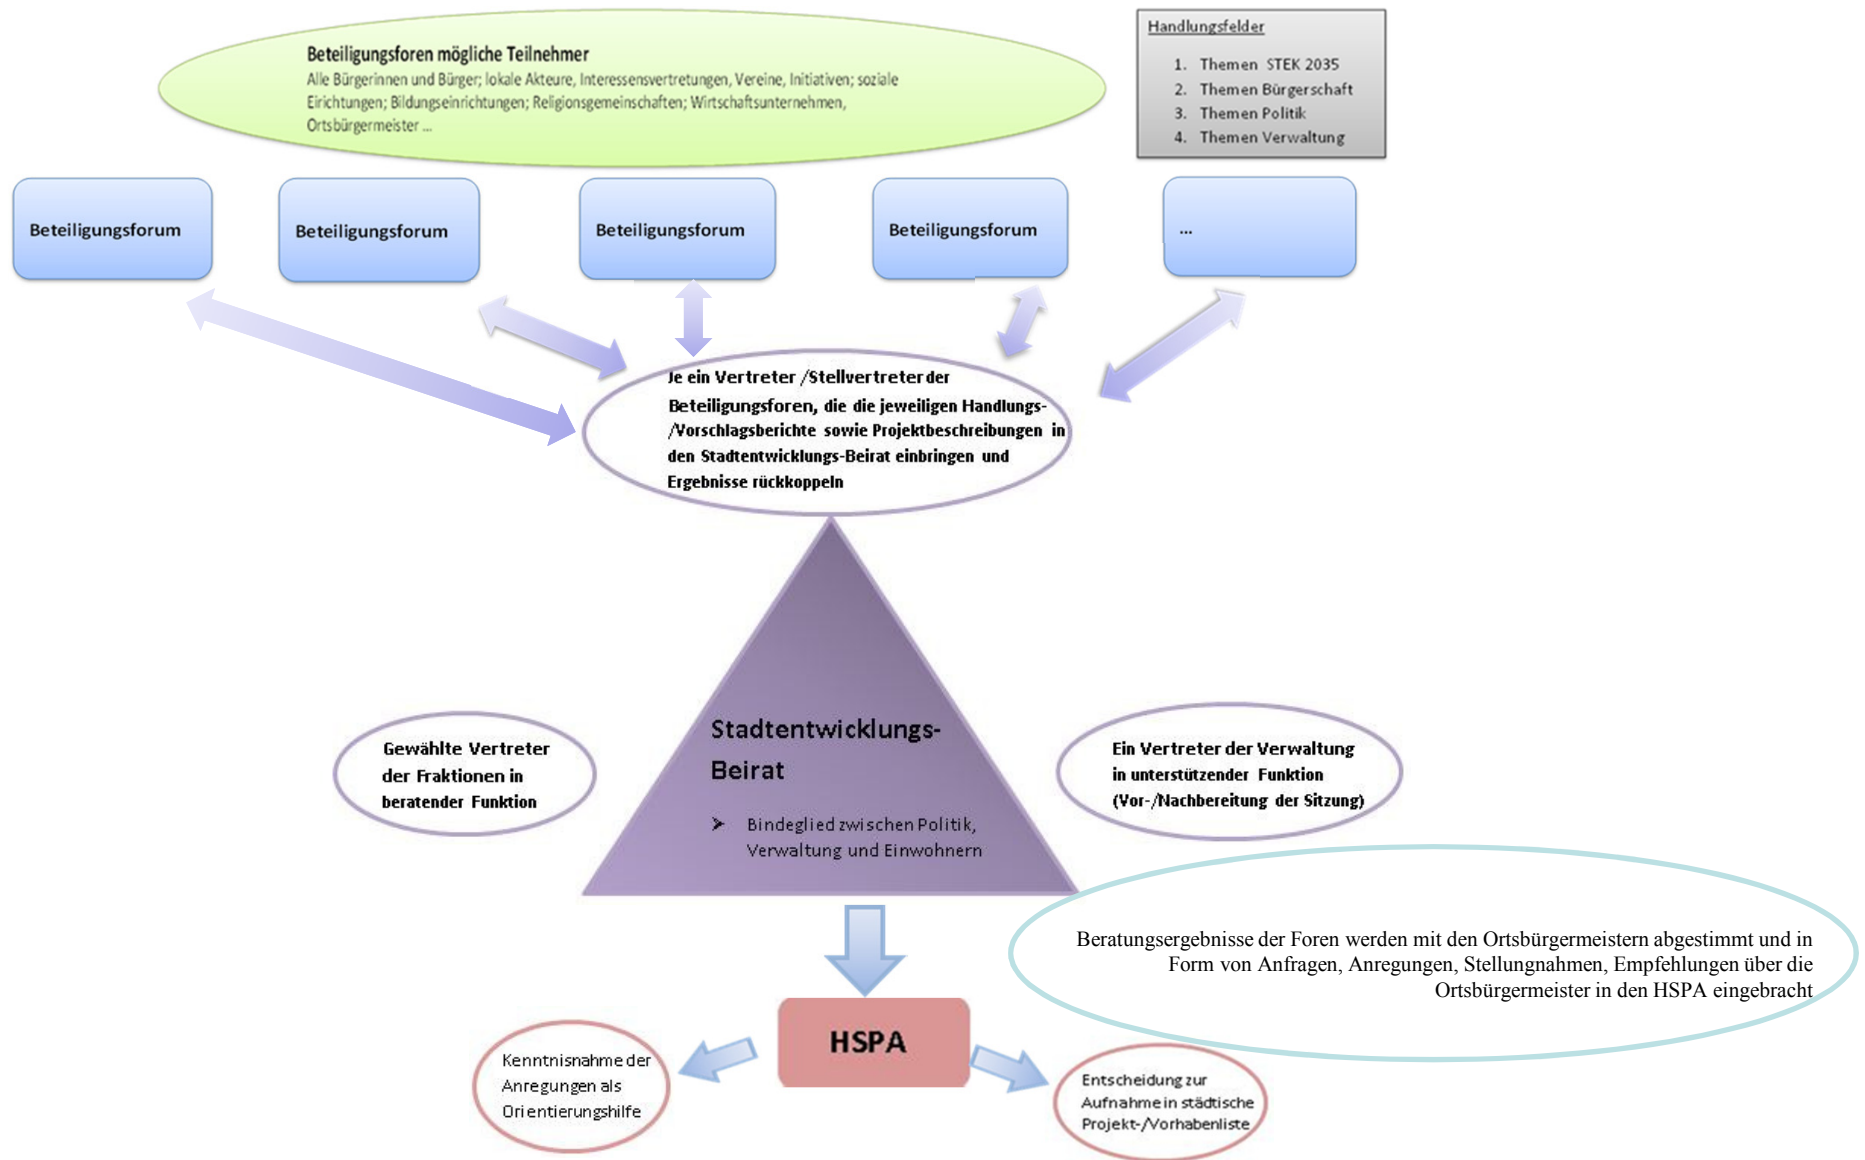 Beteiligungsforen mögliche Teilnehmer
Alle Bürgerinnen und Bürger; lokale Akteure, Interessensvertretungen, Vereine, Initiativen; soziale
Eirichtungen; Bildungseinrichtungen; Religionsgemeinschaften; Wirtschaftsunternehmen,
Ortsbürgermeister ...
Handlungsfelder
1. Themen STEK 2035
2. Themen Bürgerschaft
3. Themen Politik
4. Themen Verwaltung
Beteiligungsforum
Beteiligungsforum
Beteiligungsforum
Beteiligungsforum
...
Je ein Vertreter /Stellvertreter der
Beteiligungsforen, die die jeweiligen Handlungs-
/Vorschlagsberichte sowie Projektbeschreibungen in
den Stadtentwicklungs-Beirat einbringen und
Ergebnisse rückkoppeln
Stadtentwicklungs-
Beirat
➢ Bindeglied zwischen Politik,
Verwaltung und Einwohnern
Gewählte Vertreter
der Fraktionen in
beratender Funktion
Ein Vertreter der Verwaltung
in unterstützender Funktion
(Vor-/Nachbereitung der Sitzung)
Beratungsergebnisse der Foren werden mit den Ortsbürgermeistern abgestimmt und in
Form von Anfragen, Anregungen, Stellungnahmen, Empfehlungen über die
Ortsbürgermeister in den HSPA eingebracht
HSPA
Kenntnisnahme der
Anregungen als
Orientierungshilfe
Entscheidung zur
Aufnahme in städtische
Projekt-/Vorhabenliste